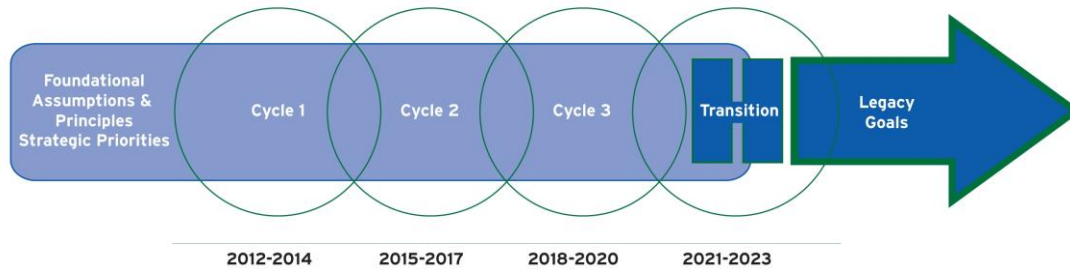 Foundational
Assumptions &
Principles
Strategic Priorities
Cycle 1
Cycle 2
Cycle 3
Transition
Legacy
Goals
2012-2014
2015-2017
2018-2020
2021-2023